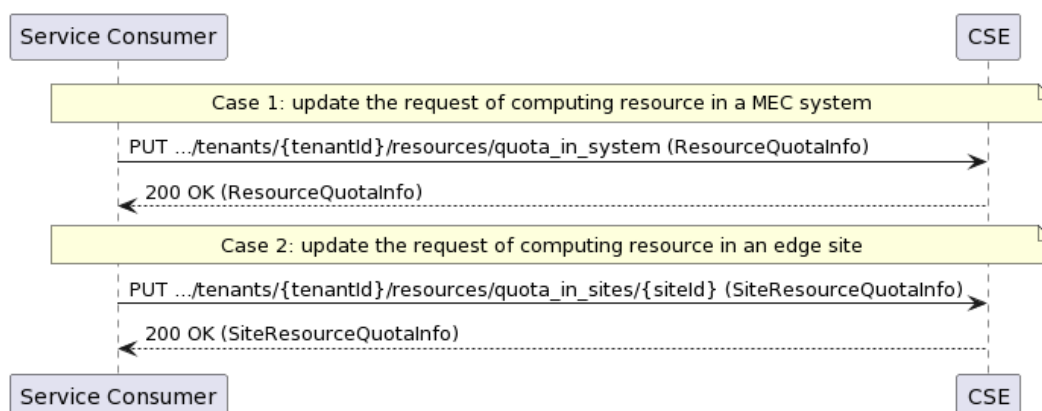 Service Consumer CSE
Case 1: update the request of computing resource in a MEC system
PUT .../tenants/{tenantId}/resources/quota_in_system (ResourceQuotaInfo)
200 OK (ResourceQuotaInfo)
Case 2: update the request of computing resource in an edge site
PUT .../tenants/{tenantId}/resources/quota_in_sites/{siteId} (SiteResourceQuotaInfo)
200 OK (SiteResourceQuotaInfo)
Service Consumer CSE